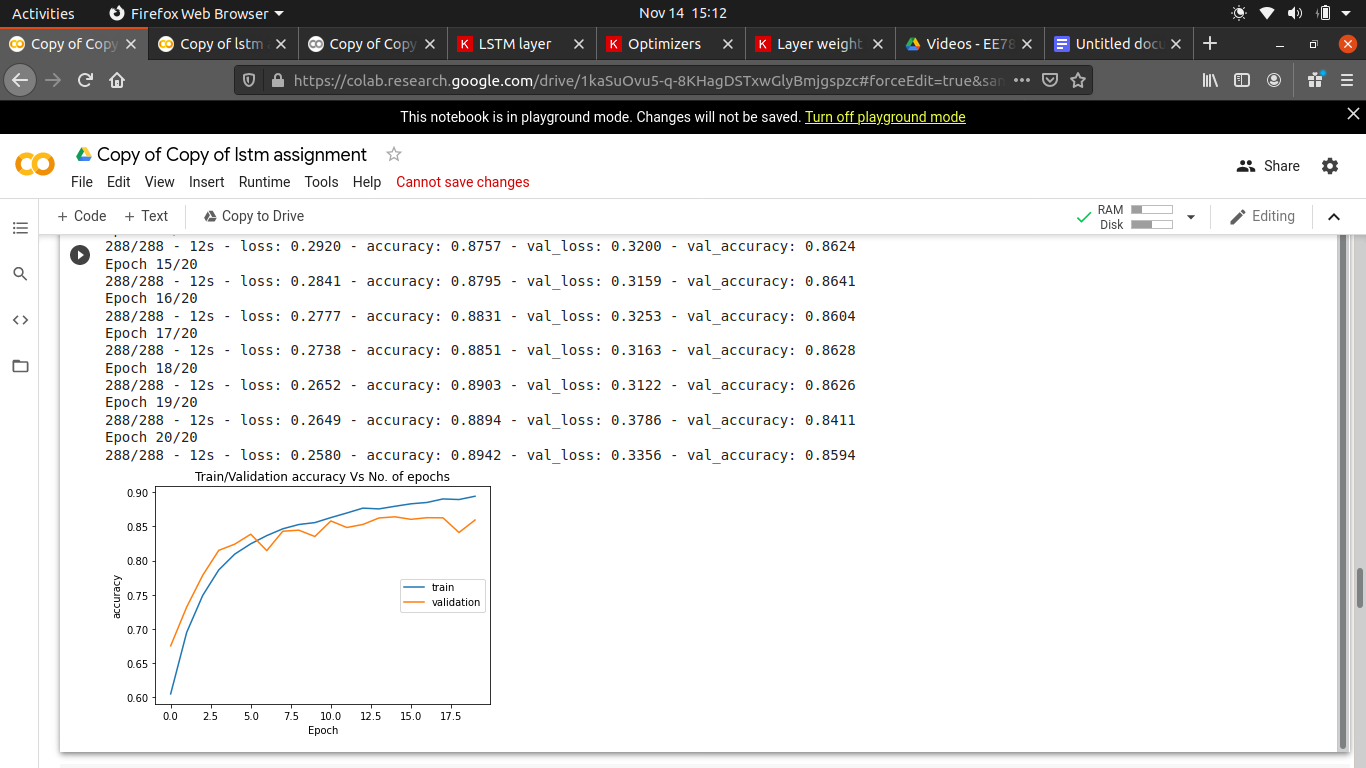 Activities Firefox Web Browser Nov 14 15:12
Copy of Copy Copy of lstm Copy of Copy LSTM layer Optimizers Layer weight Videos - EE78 Untitled docu
https://colab.research.google.com/drive/1kaSuOvu5-q-8KHagDSTxwGlyBmjgspzc#forceEdit=true&san
This notebook is in playground mode. Changes will not be saved. Turn off playground mode
Copy of Copy of lstm assignment
Share
File Edit View Insert Runtime Tools Help Cannot save changes
+ Code + Text Copy to Drive RAM Disk Editing
288/288 - 12s - loss: 0.2920 - accuracy: 0.8757 - val_loss: 0.3200 - val_accuracy: 0.8624
Epoch 15/20
288/288 - 12s - loss: 0.2841 - accuracy: 0.8795 - val_loss: 0.3159 - val_accuracy: 0.8641
Epoch 16/20
288/288 - 12s - loss: 0.2777 - accuracy: 0.8831 - val_loss: 0.3253 - val_accuracy: 0.8604
Epoch 17/20
288/288 - 12s - loss: 0.2738 - accuracy: 0.8851 - val_loss: 0.3163 - val_accuracy: 0.8628
Epoch 18/20
288/288 - 12s - loss: 0.2652 - accuracy: 0.8903 - val_loss: 0.3122 - val_accuracy: 0.8626
Epoch 19/20
288/288 - 12s - loss: 0.2649 - accuracy: 0.8894 - val_loss: 0.3786 - val_accuracy: 0.8411
Epoch 20/20
288/288 - 12s - loss: 0.2580 - accuracy: 0.8942 - val_loss: 0.3356 - val_accuracy: 0.8594
Train/Validation accuracy Vs No. of epochs
0.90
0.85
0.80
0.75
0.70
0.65
0.60
accuracy
train
validation
0.0 2.5 5.0 7.5 10.0 12.5 15.0 17.5
Epoch